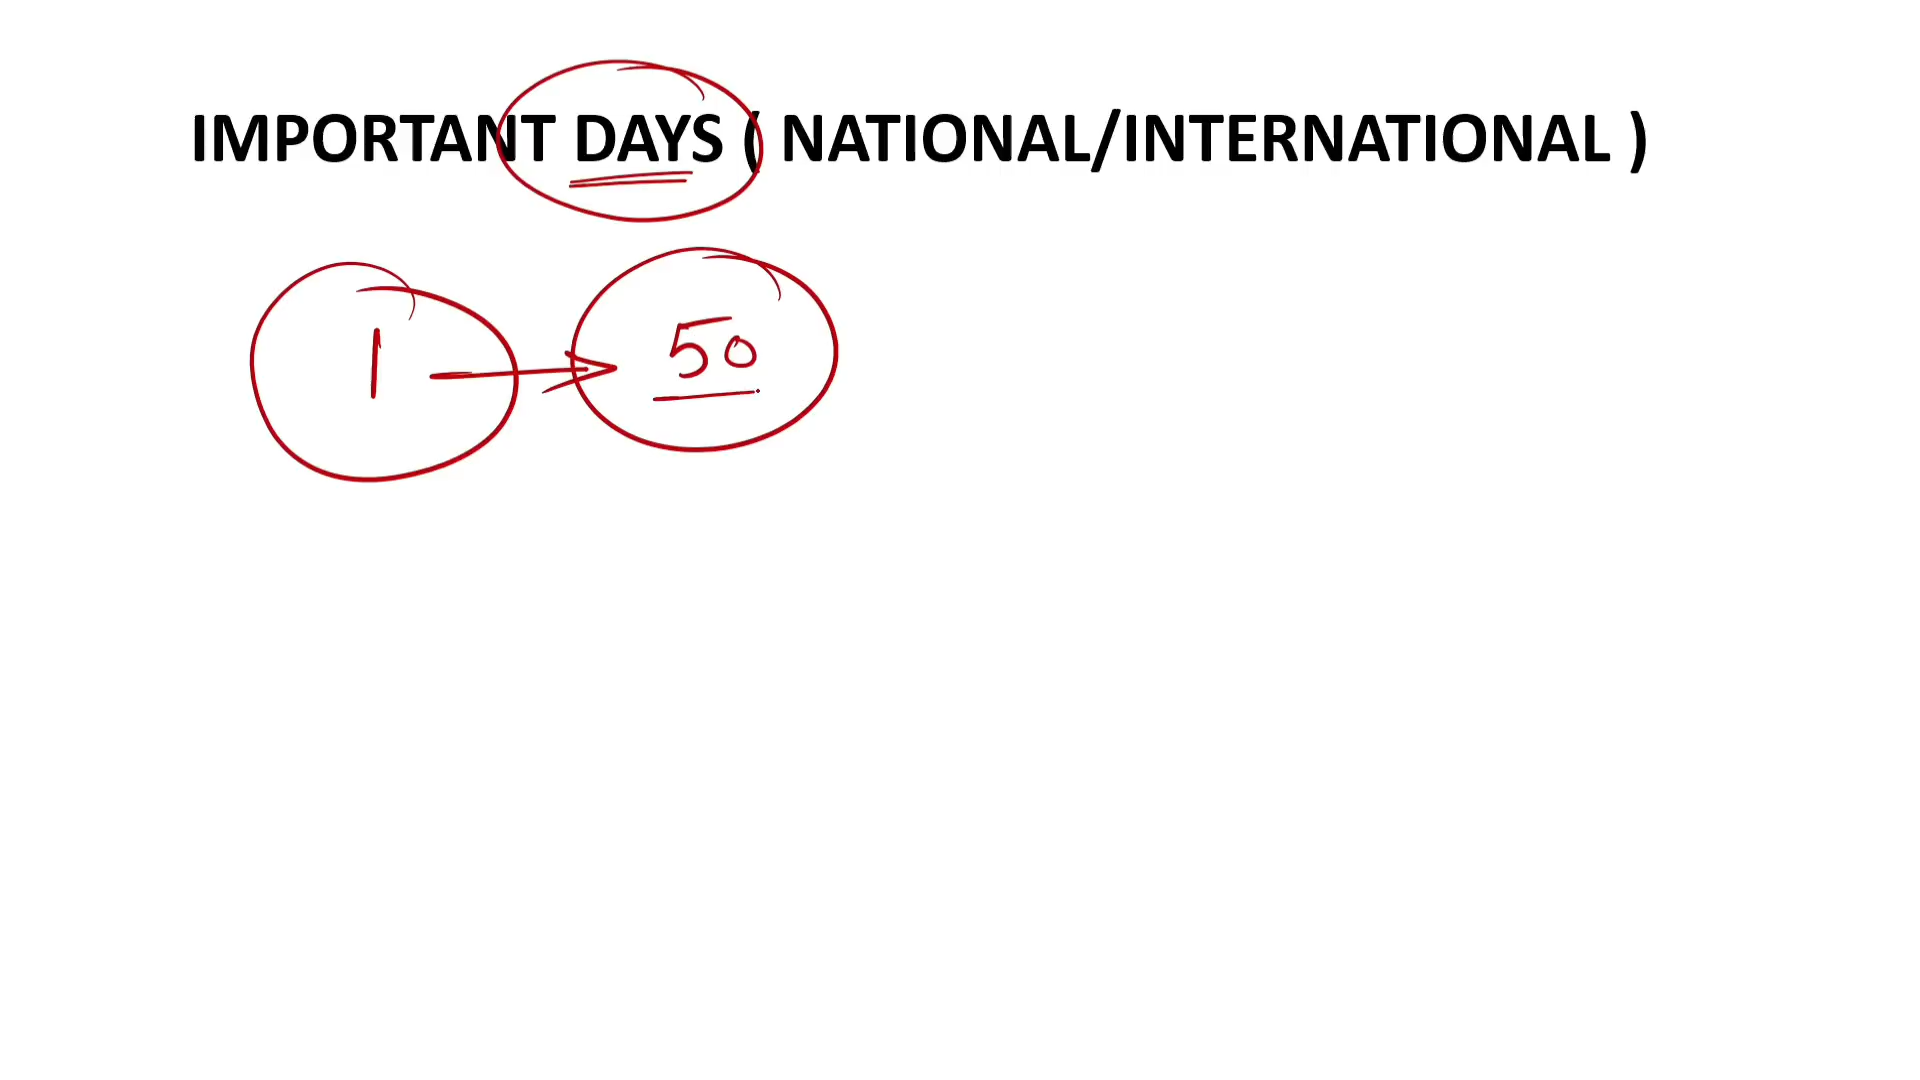 IMPORTANT DAYS ( NATIONAL/INTERNATIONAL )
1 → 50